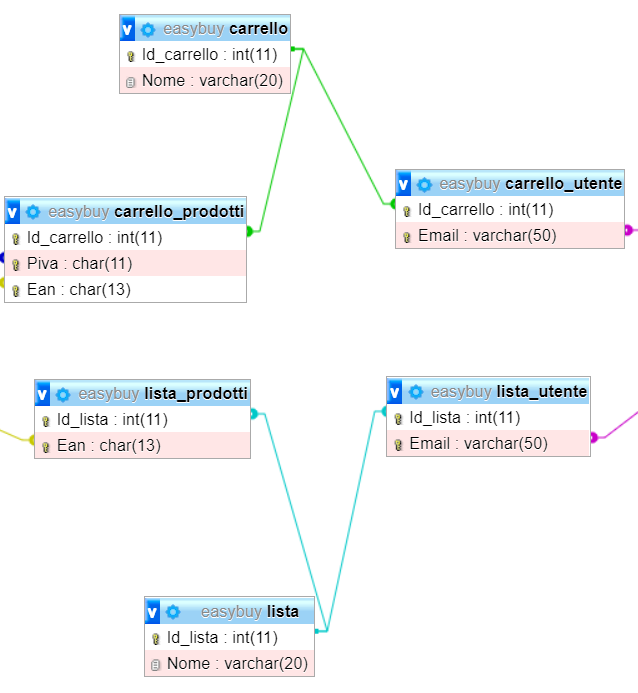 v easybuy carrello
Id_carrello : int(11)
Nome : varchar(20)
v easybuy carrello_utente
Id_carrello : int(11)
Email : varchar(50)
v easybuy carrello_prodotti
Id_carrello : int(11)
Piva : char(11)
Ean : char(13)
v easybuy lista_prodotti
Id_lista : int(11)
Ean : char(13)
v easybuy lista_utente
Id_lista : int(11)
Email : varchar(50)
v easybuy lista
Id_lista : int(11)
Nome : varchar(20)